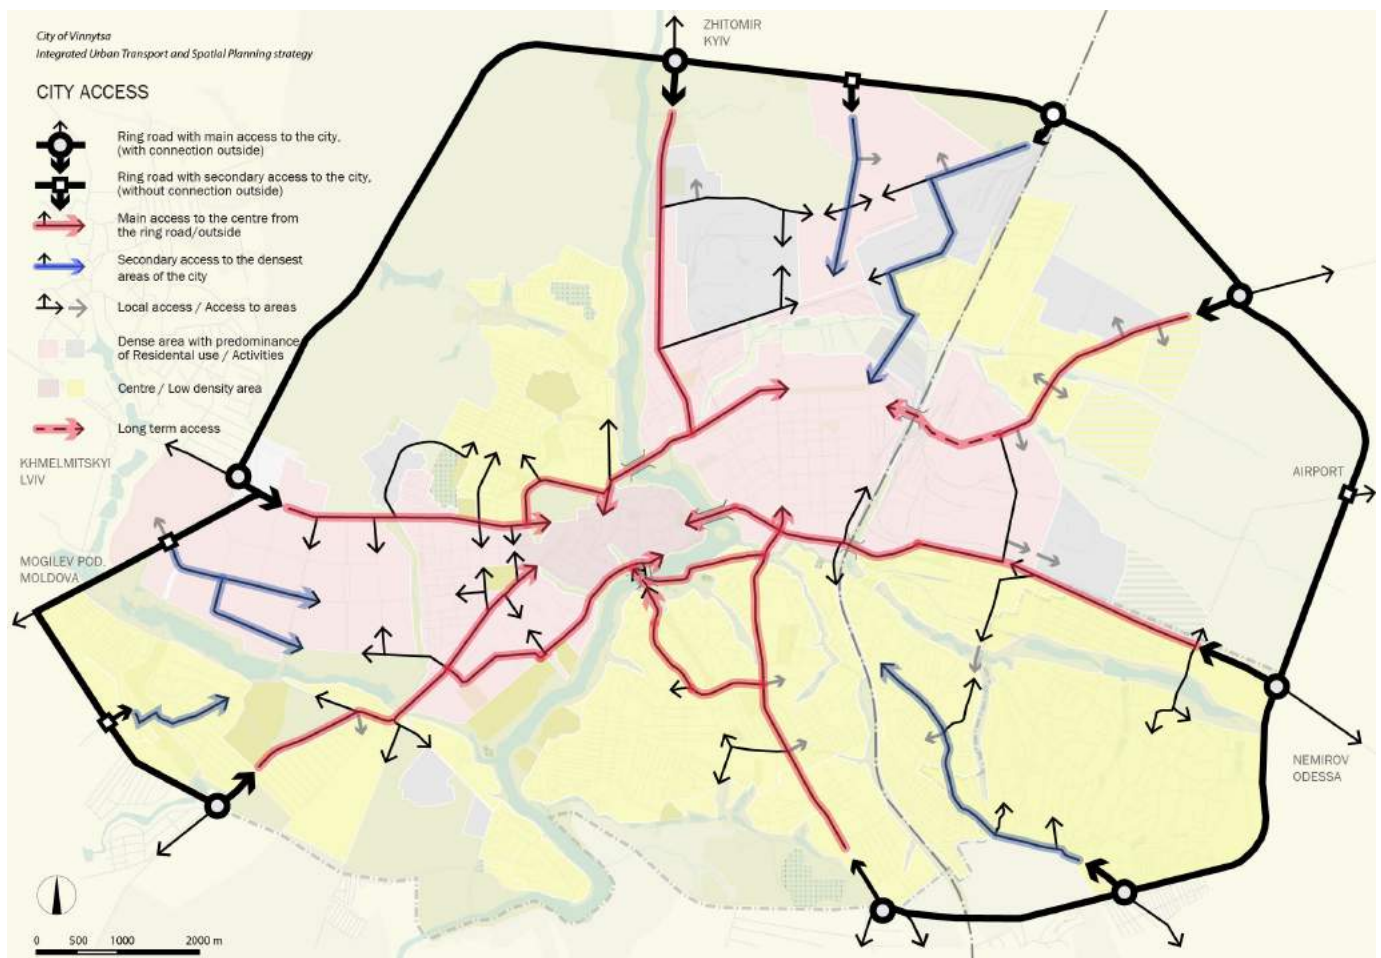 City of Vinnytsa
Integrated Urban Transport and Spatial Planning strategy
CITY ACCESS
Ring road with main access to the city,
(with connection outside)
Ring road with secondary access to the city,
(without connection outside)
Main access to the centre from
the ring road/outside
Secondary access to the densest
areas of the city
Local access / Access to areas
Dense area with predominance
of Residental use / Activities
Centre / Low density area
Long term access
ZHITOMIR
KYIV
KHMELMITSKYI
LVIV
MOGILEV POD.
MOLDOVA
AIRPORT
NEMIROV
ODESSA
0 500 1000 2000 m